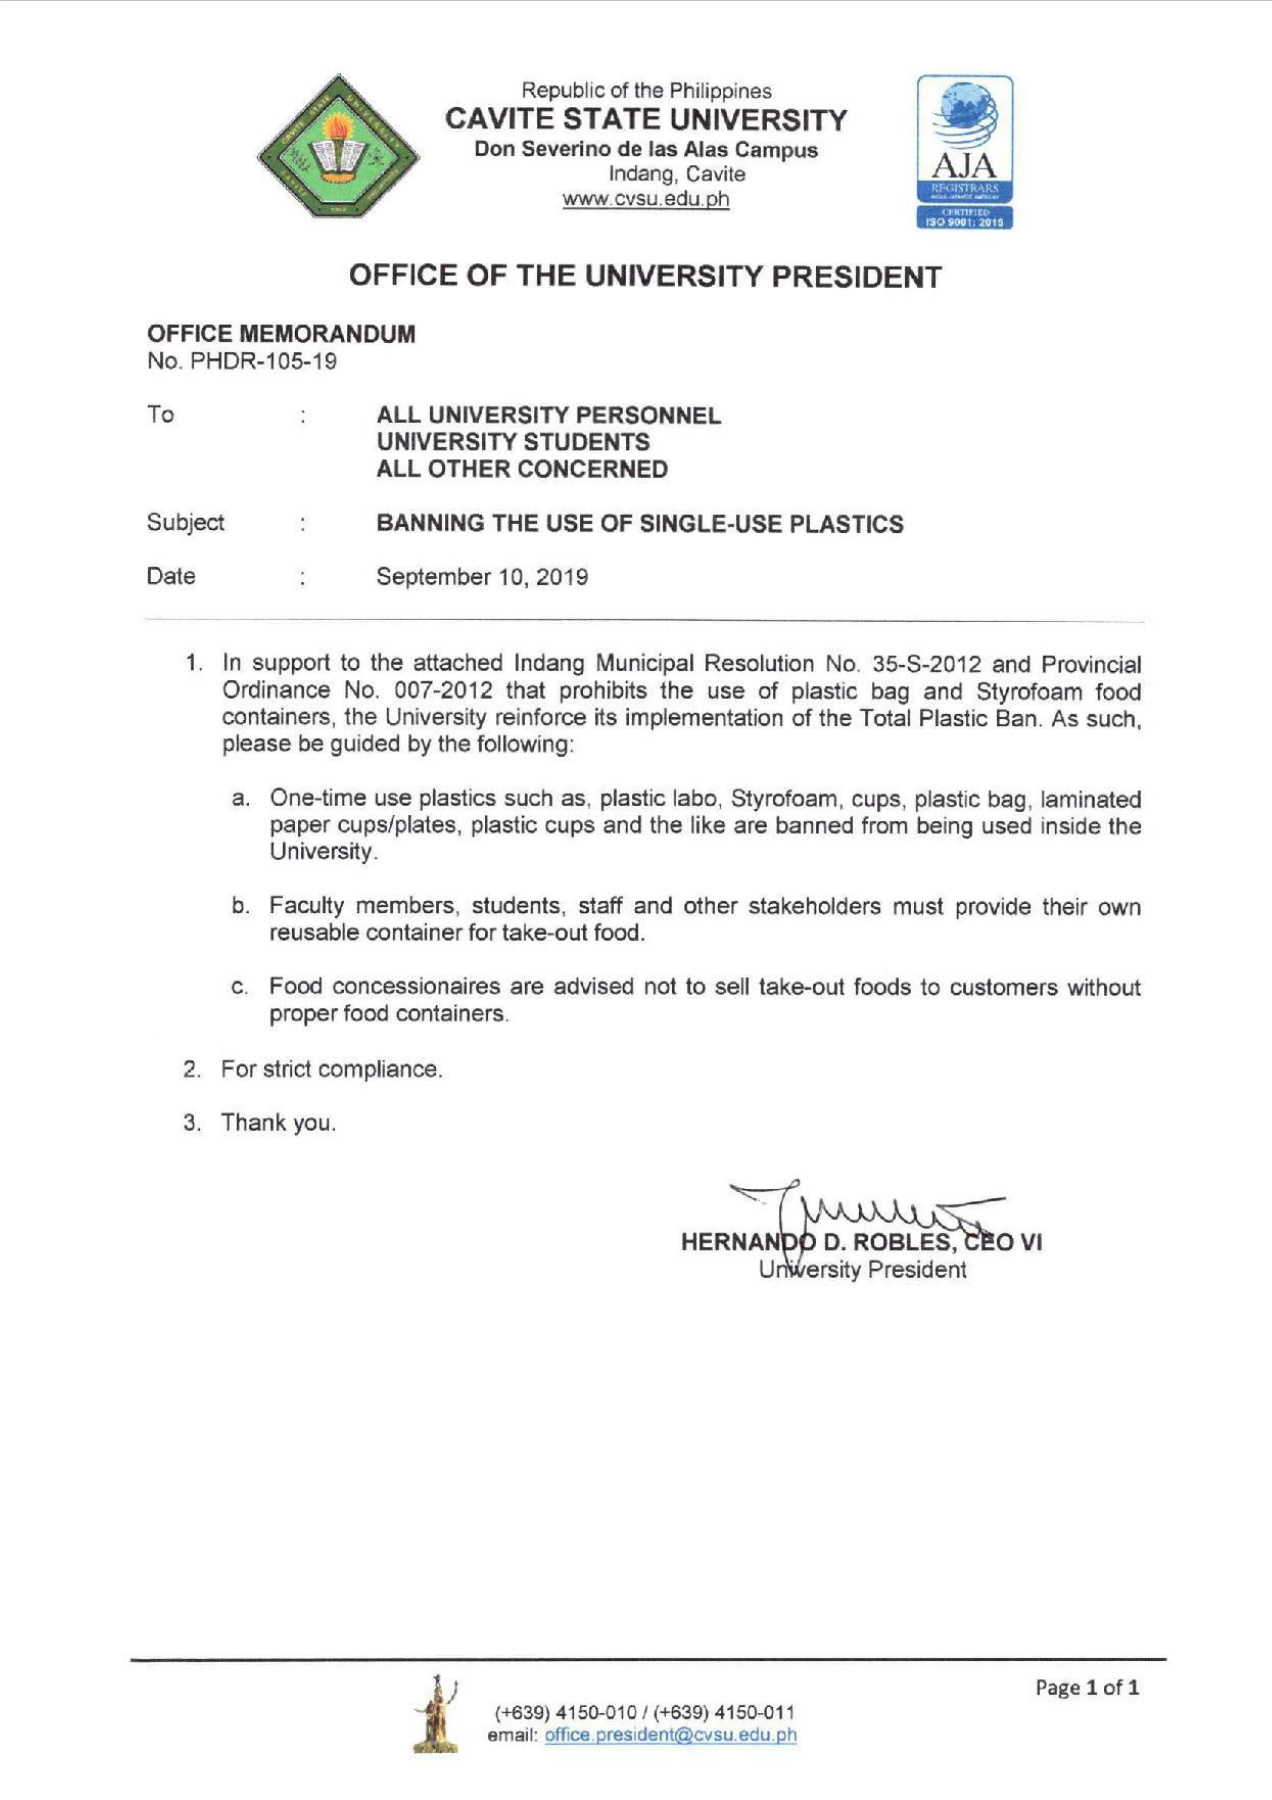 Republic of the Philippines
CAVITE STATE UNIVERSITY
Don Severino de las Alas Campus
Indang, Cavite
www.cvsu.edu.ph
CAVITE STATE UNIVERSITY
AJA
REGISTRARS
CERTIFIED
ISO 9001: 2015
OFFICE OF THE UNIVERSITY PRESIDENT
OFFICE MEMORANDUM
No. PHDR-105-19
To : ALL UNIVERSITY PERSONNEL
UNIVERSITY STUDENTS
ALL OTHER CONCERNED
Subject : BANNING THE USE OF SINGLE-USE PLASTICS
Date : September 10, 2019
1. In support to the attached Indang Municipal Resolution No. 35-S-2012 and Provincial
Ordinance No. 007-2012 that prohibits the use of plastic bag and Styrofoam food
containers, the University reinforce its implementation of the Total Plastic Ban. As such,
please be guided by the following:
a. One-time use plastics such as, plastic labo, Styrofoam, cups, plastic bag, laminated
paper cups/plates, plastic cups and the like are banned from being used inside the
University.
b. Faculty members, students, staff and other stakeholders must provide their own
reusable container for take-out food.
c. Food concessionaires are advised not to sell take-out foods to customers without
proper food containers.
2. For strict compliance.
3. Thank you.
HERNANDO D. ROBLES, CEO VI
University President
Page 1 of 1
(+639) 4150-010 / (+639) 4150-011
email: office.president@cvsu.edu.ph